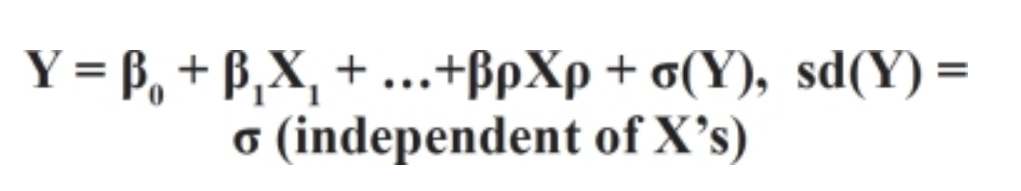 Y = β₀ + β₁X₁ + ...+βρXρ + σ(Y), sd(Y) =
σ (independent of X’s)